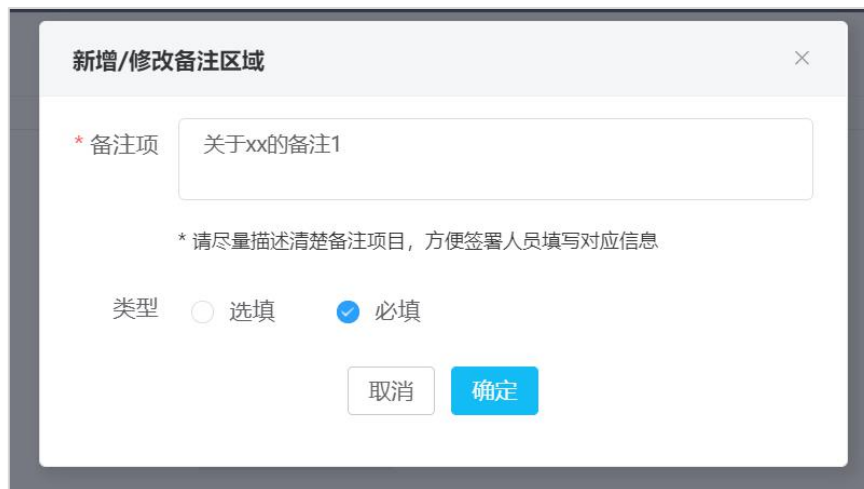 新增/修改备注区域
* 备注项
关于xx的备注1
* 请尽量描述清楚备注项目，方便签署人员填写对应信息
类型 选填 必填
取消 确定